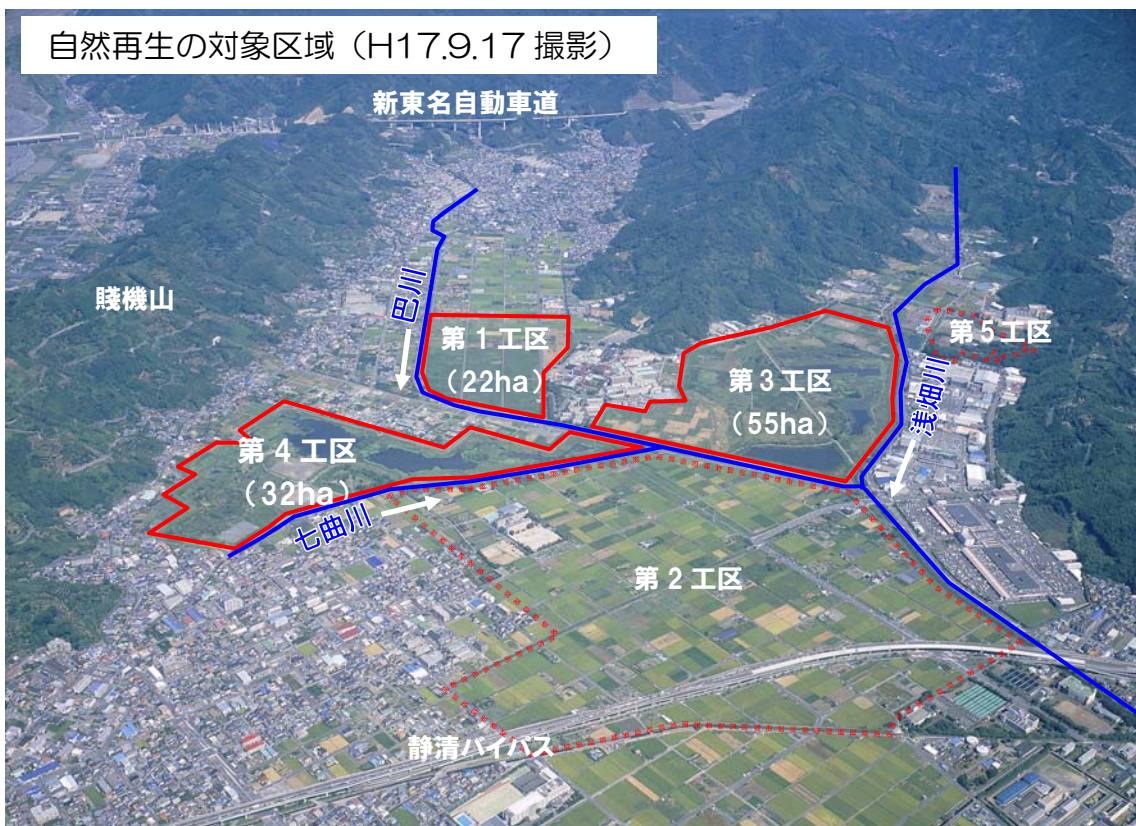 自然再生の対象区域（H17.9.17 撮影）
新東名自動車道
賤機山
巴川
第1工区
（22ha）
第5工区
第3工区
（55ha）
浅畑川
第4工区
（32ha）
七曲川
第2工区
静清バイパス